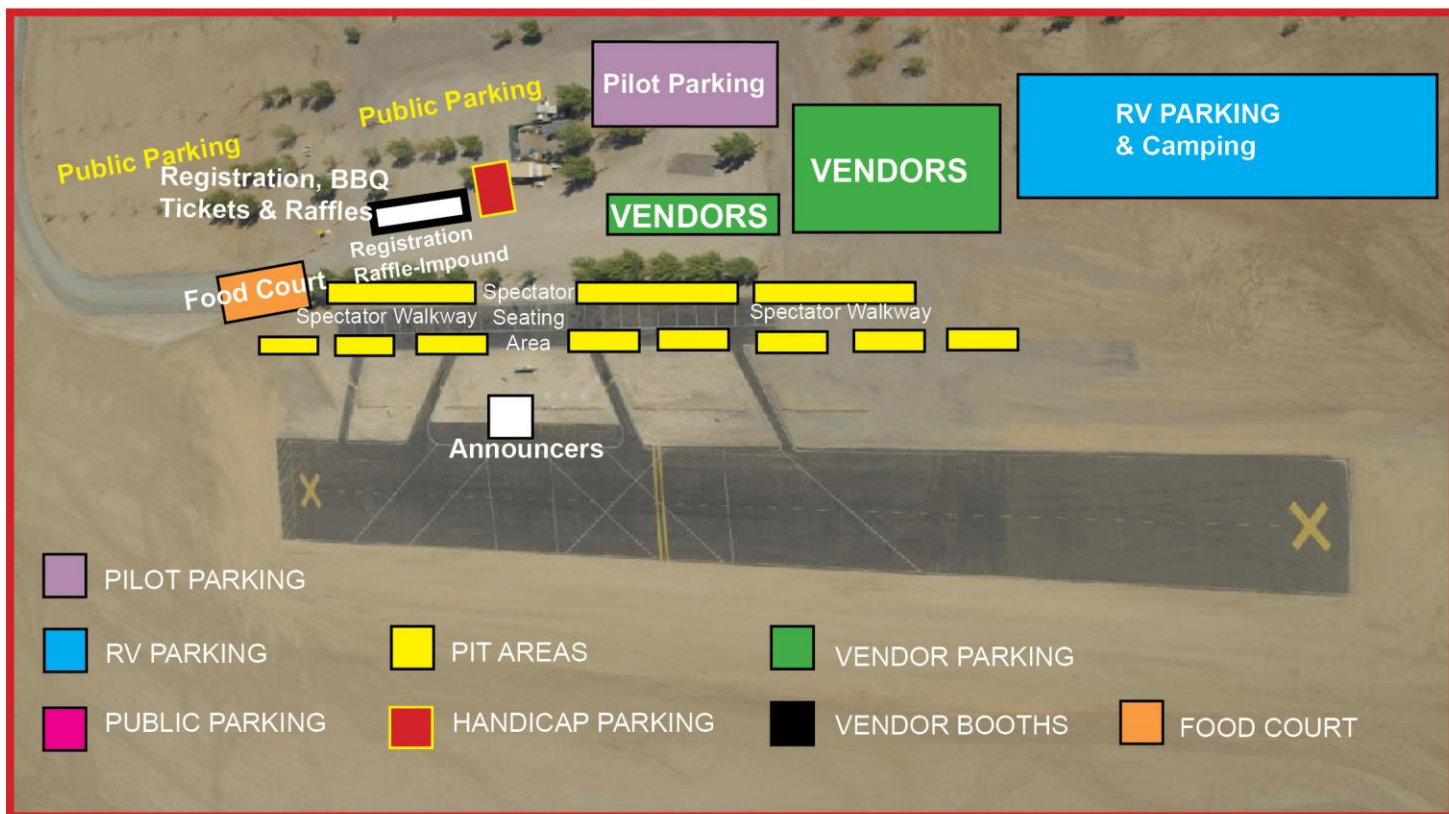 Pilot Parking
RV PARKING
& Camping
Public Parking
Public Parking
VENDORS
Registration, BBQ
Tickets & Raffles
VENDORS
Registration
Raffle-Impound
Food Court
Spectator
Seating
Area
Spectator Walkway
Spectator Walkway
Announcers
X
X
PILOT PARKING
RV PARKING
PIT AREAS
VENDOR PARKING
PUBLIC PARKING
HANDICAP PARKING
VENDOR BOOTHS
FOOD COURT